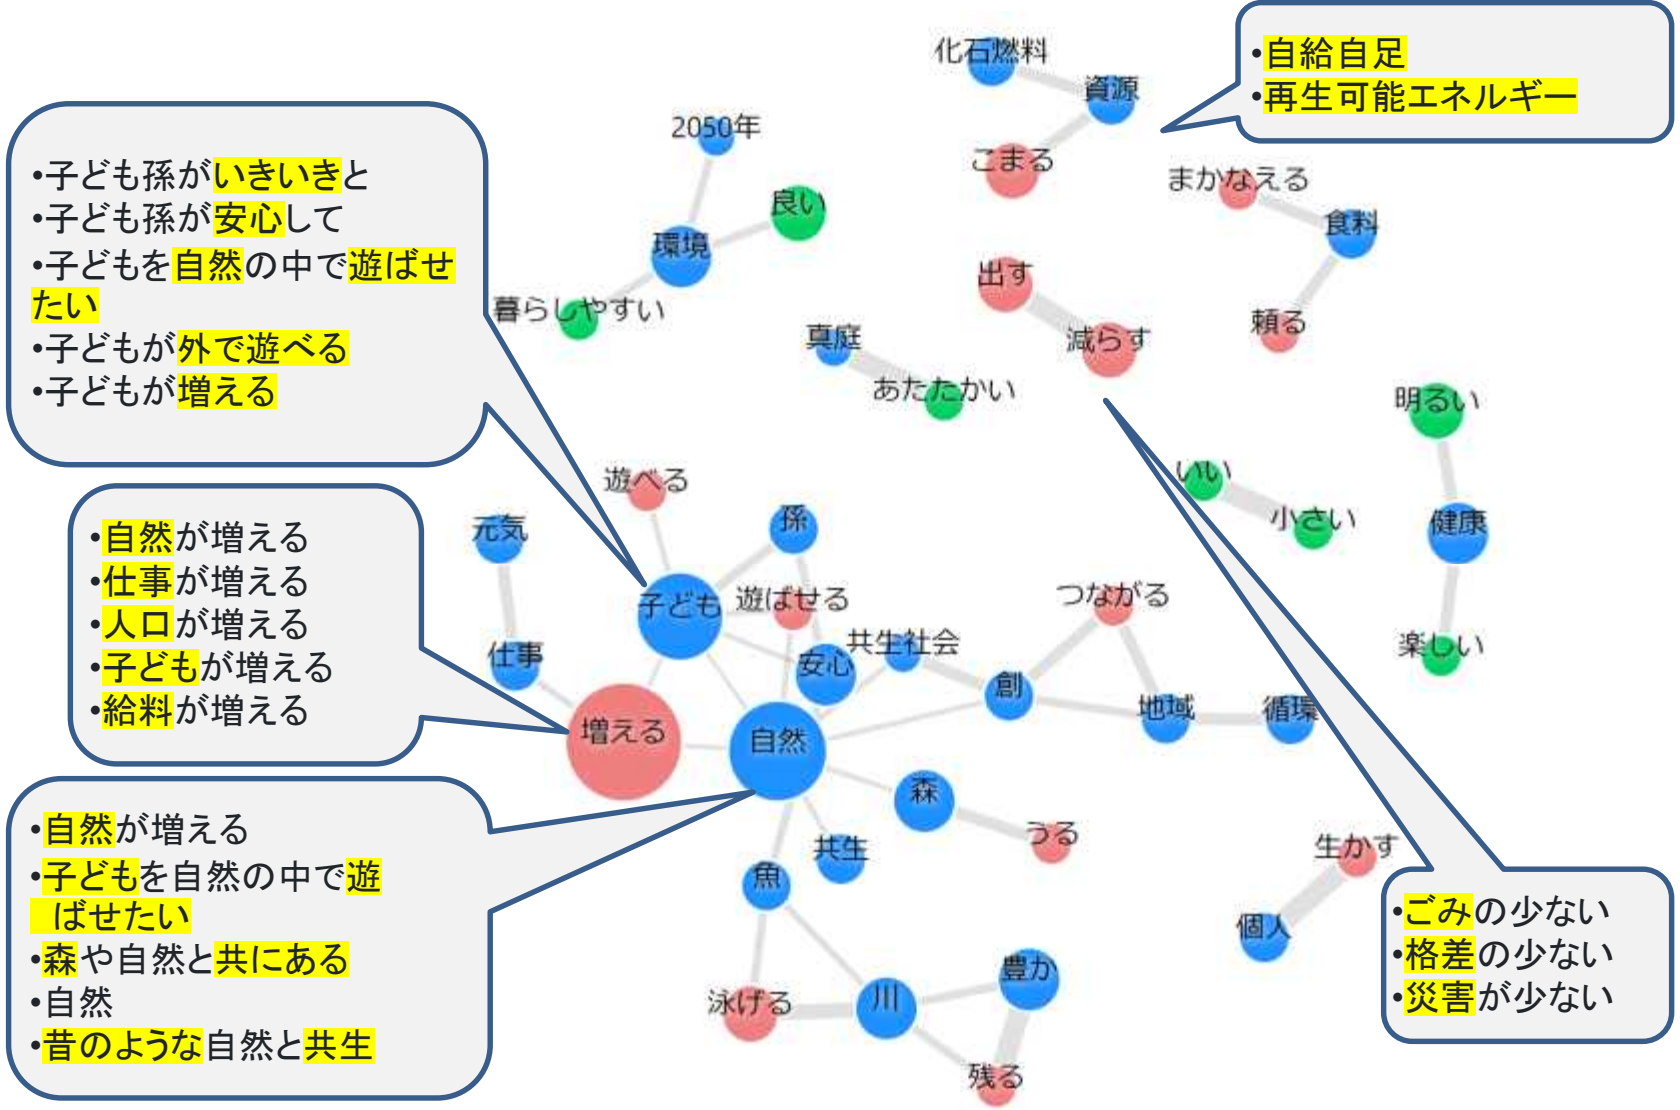 化石燃料
資源
こまる
・自給自足
・再生可能エネルギー
2050年
良い
環境
暮らしやすい
まかなえる
食料
頼る
出す
減らす
真庭
あたたかい
・子ども孫がいきいきと
・子ども孫が安心して
・子どもを自然の中で遊ばせ
たい
・子どもが外で遊べる
・子どもが増える
明るい
健康
楽しい
いい
小さい
・自然が増える
・仕事が増える
・人口が増える
・子どもが増える
・給料が増える
遊べる
元気
孫
子ども
遊ばせる
仕事
安心
共生社会
つながる
創
地域
循環
増える
自然
森
うる
共生
魚
泳げる
川
豊か
残る
生かす
個人
・自然が増える
・子どもを自然の中で遊
ばせたい
・森や自然と共にある
・自然
・昔のような自然と共生
・ごみの少ない
・格差の少ない
・災害が少ない